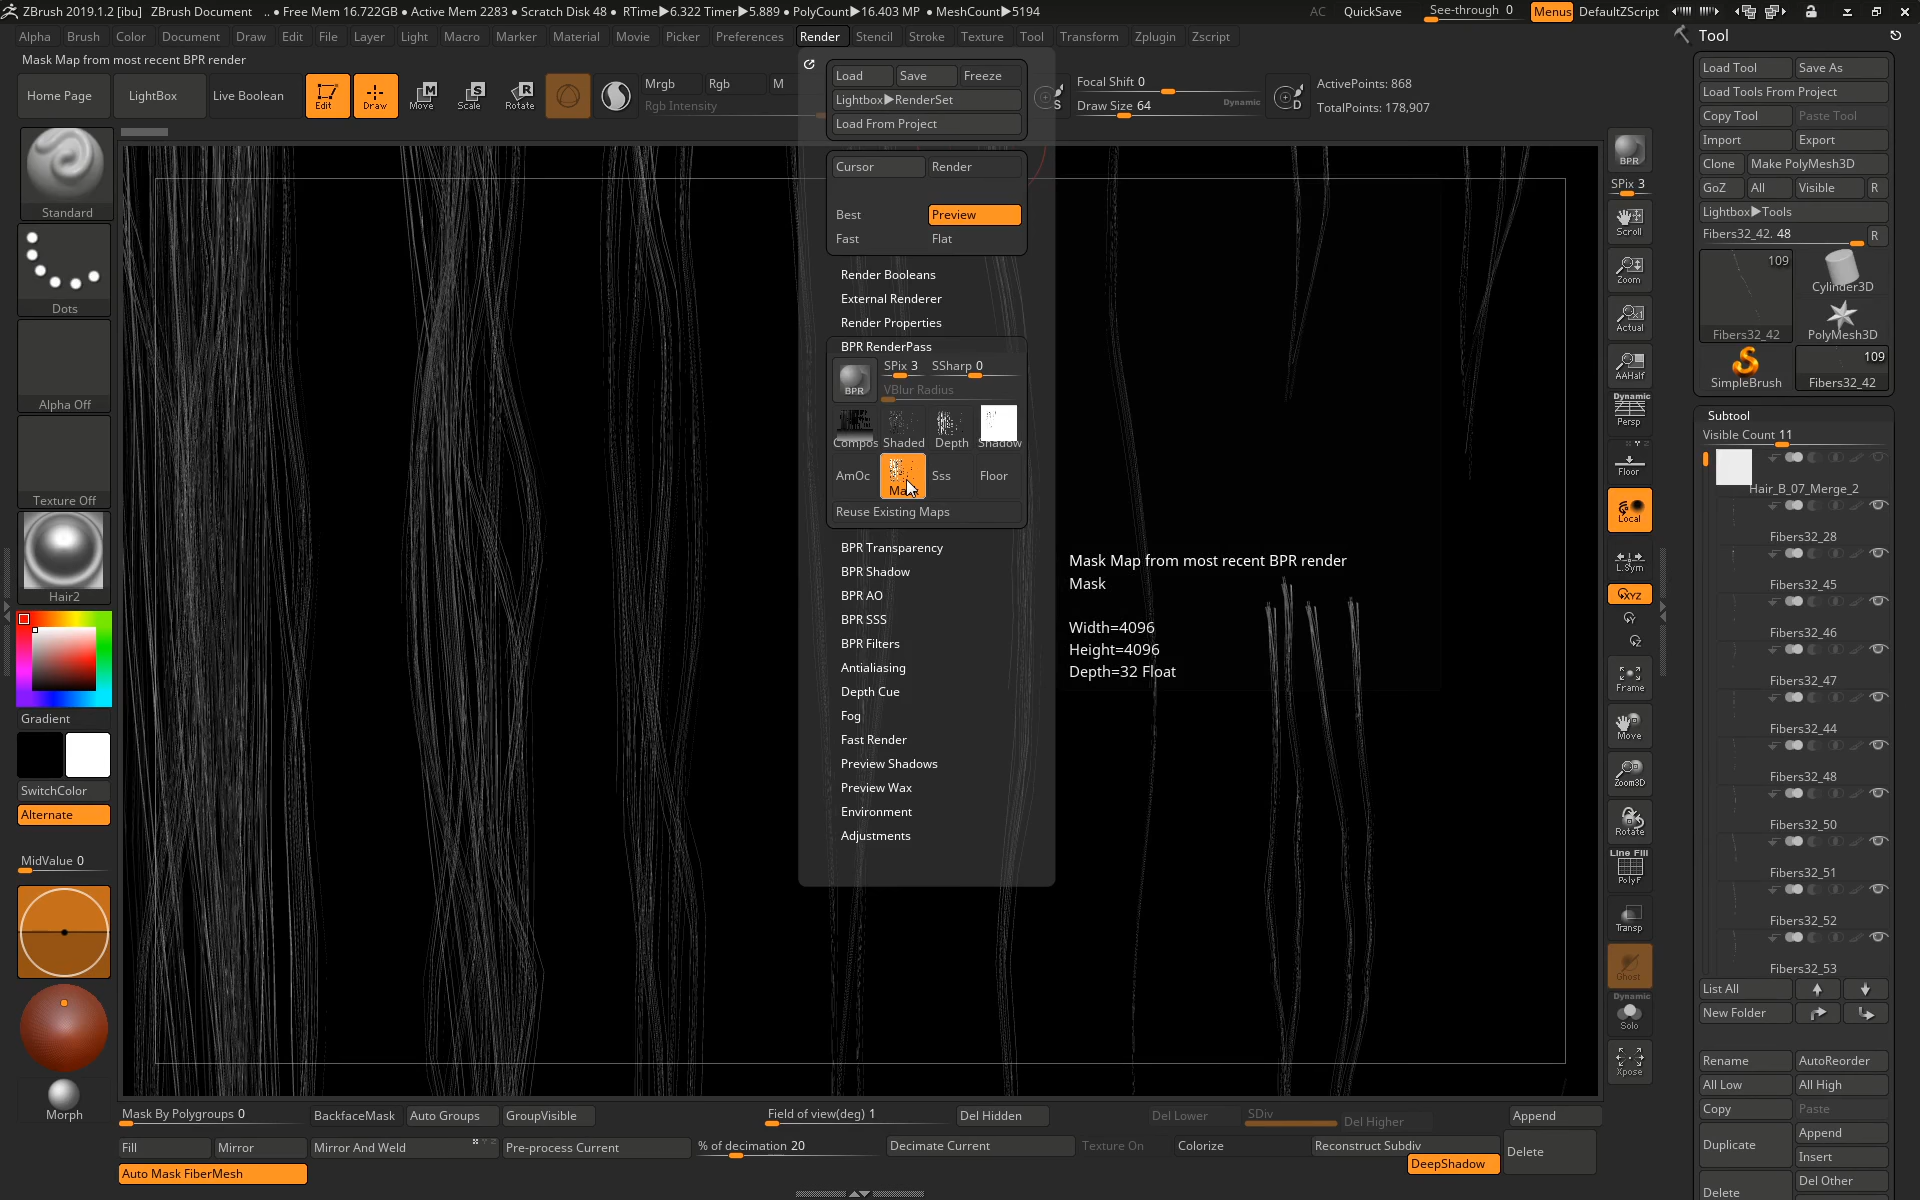 ZBrush 2019.1.2 [ibu] ZBrush Document .. • Free Mem 16.722GB • Active Mem 2283 • Scratch Disk 48 • RTime▶6.322 Timer▶5.889 • PolyCount▶16.403 MP • MeshCount▶5194 AC QuickSave See-through 0 Menus DefaultZScript
Alpha Brush Color Document Draw Edit File Layer Light Macro Marker Material Movie Picker Preferences Render Stencil Stroke Texture Tool Transform Zplugin Zscript
Mask Map from most recent BPR render
Home Page LightBox Live Boolean Edit Draw Move Scale Rotate
Mrgb Rgb M
Rgb Intensity
Focal Shift 0
Draw Size 64 Dynamic
ActivePoints: 868
TotalPoints: 178,907
Standard
Dots
Alpha Off
Texture Off
Hair2
Gradient
SwitchColor
Alternate
MidValue 0
Morph
Load Save Freeze
Lightbox▶RenderSet
Load From Project
Cursor Render
Best Preview
Fast Flat
Render Booleans
External Renderer
Render Properties
BPR RenderPass
BPR SPix 3 SSharp 0
VBlur Radius
Compos Shaded Depth Shadow
AmOc Mask Sss Floor
Reuse Existing Maps
BPR Transparency
BPR Shadow
BPR AO
BPR SSS
BPR Filters
Antialiasing
Depth Cue
Fog
Fast Render
Preview Shadows
Preview Wax
Environment
Adjustments
Mask Map from most recent BPR render
Mask
Width=4096
Height=4096
Depth=32 Float
BPR
SPix 3
Scroll
Zoom
Actual
AAHalf
Dynamic
Persp
Floor
Local
L.Sym
XYZ
Frame
Move
Zoom3D
Rotate
Line Fill
PolyF
Transp
Ghost
Dynamic
Solo
Xpose
Tool
Load Tool Save As
Load Tools From Project
Copy Tool Paste Tool
Import Export
Clone Make PolyMesh3D
GoZ All Visible R
Lightbox▶Tools
Fibers32_42. 48 R
109
Cylinder3D
Fibers32_42 PolyMesh3D
109
SimpleBrush Fibers32_42
Subtool
Visible Count 11
Hair_B_07_Merge_2
Fibers32_28
Fibers32_45
Fibers32_46
Fibers32_47
Fibers32_44
Fibers32_48
Fibers32_50
Fibers32_51
Fibers32_52
Fibers32_53
List All
New Folder
Rename AutoReorder
All Low All High
Copy Paste
Duplicate Append
Insert
Delete Del Other
Mask By Polygroups 0 BackfaceMask Auto Groups GroupVisible Field of view(deg) 1 Del Hidden Del Lower SDiv Del Higher Append
Fill Mirror Mirror And Weld Pre-process Current % of decimation 20 Decimate Current Texture On Colorize Reconstruct Subdiv Delete
Auto Mask FiberMesh DeepShadow